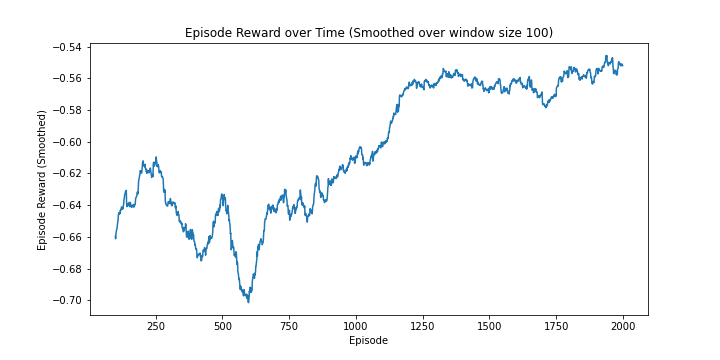 Episode Reward over Time (Smoothed over window size 100)
−0.54
−0.56
−0.58
−0.60
−0.62
−0.64
−0.66
−0.68
−0.70
Episode Reward (Smoothed)
250 500 750 1000 1250 1500 1750 2000
Episode